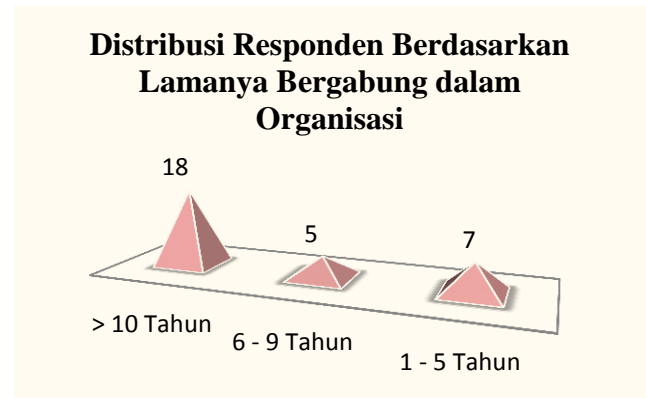 Distribusi Responden Berdasarkan
Lamanya Bergabung dalam
Organisasi
18
5
7
> 10 Tahun
6 - 9 Tahun
1 - 5 Tahun